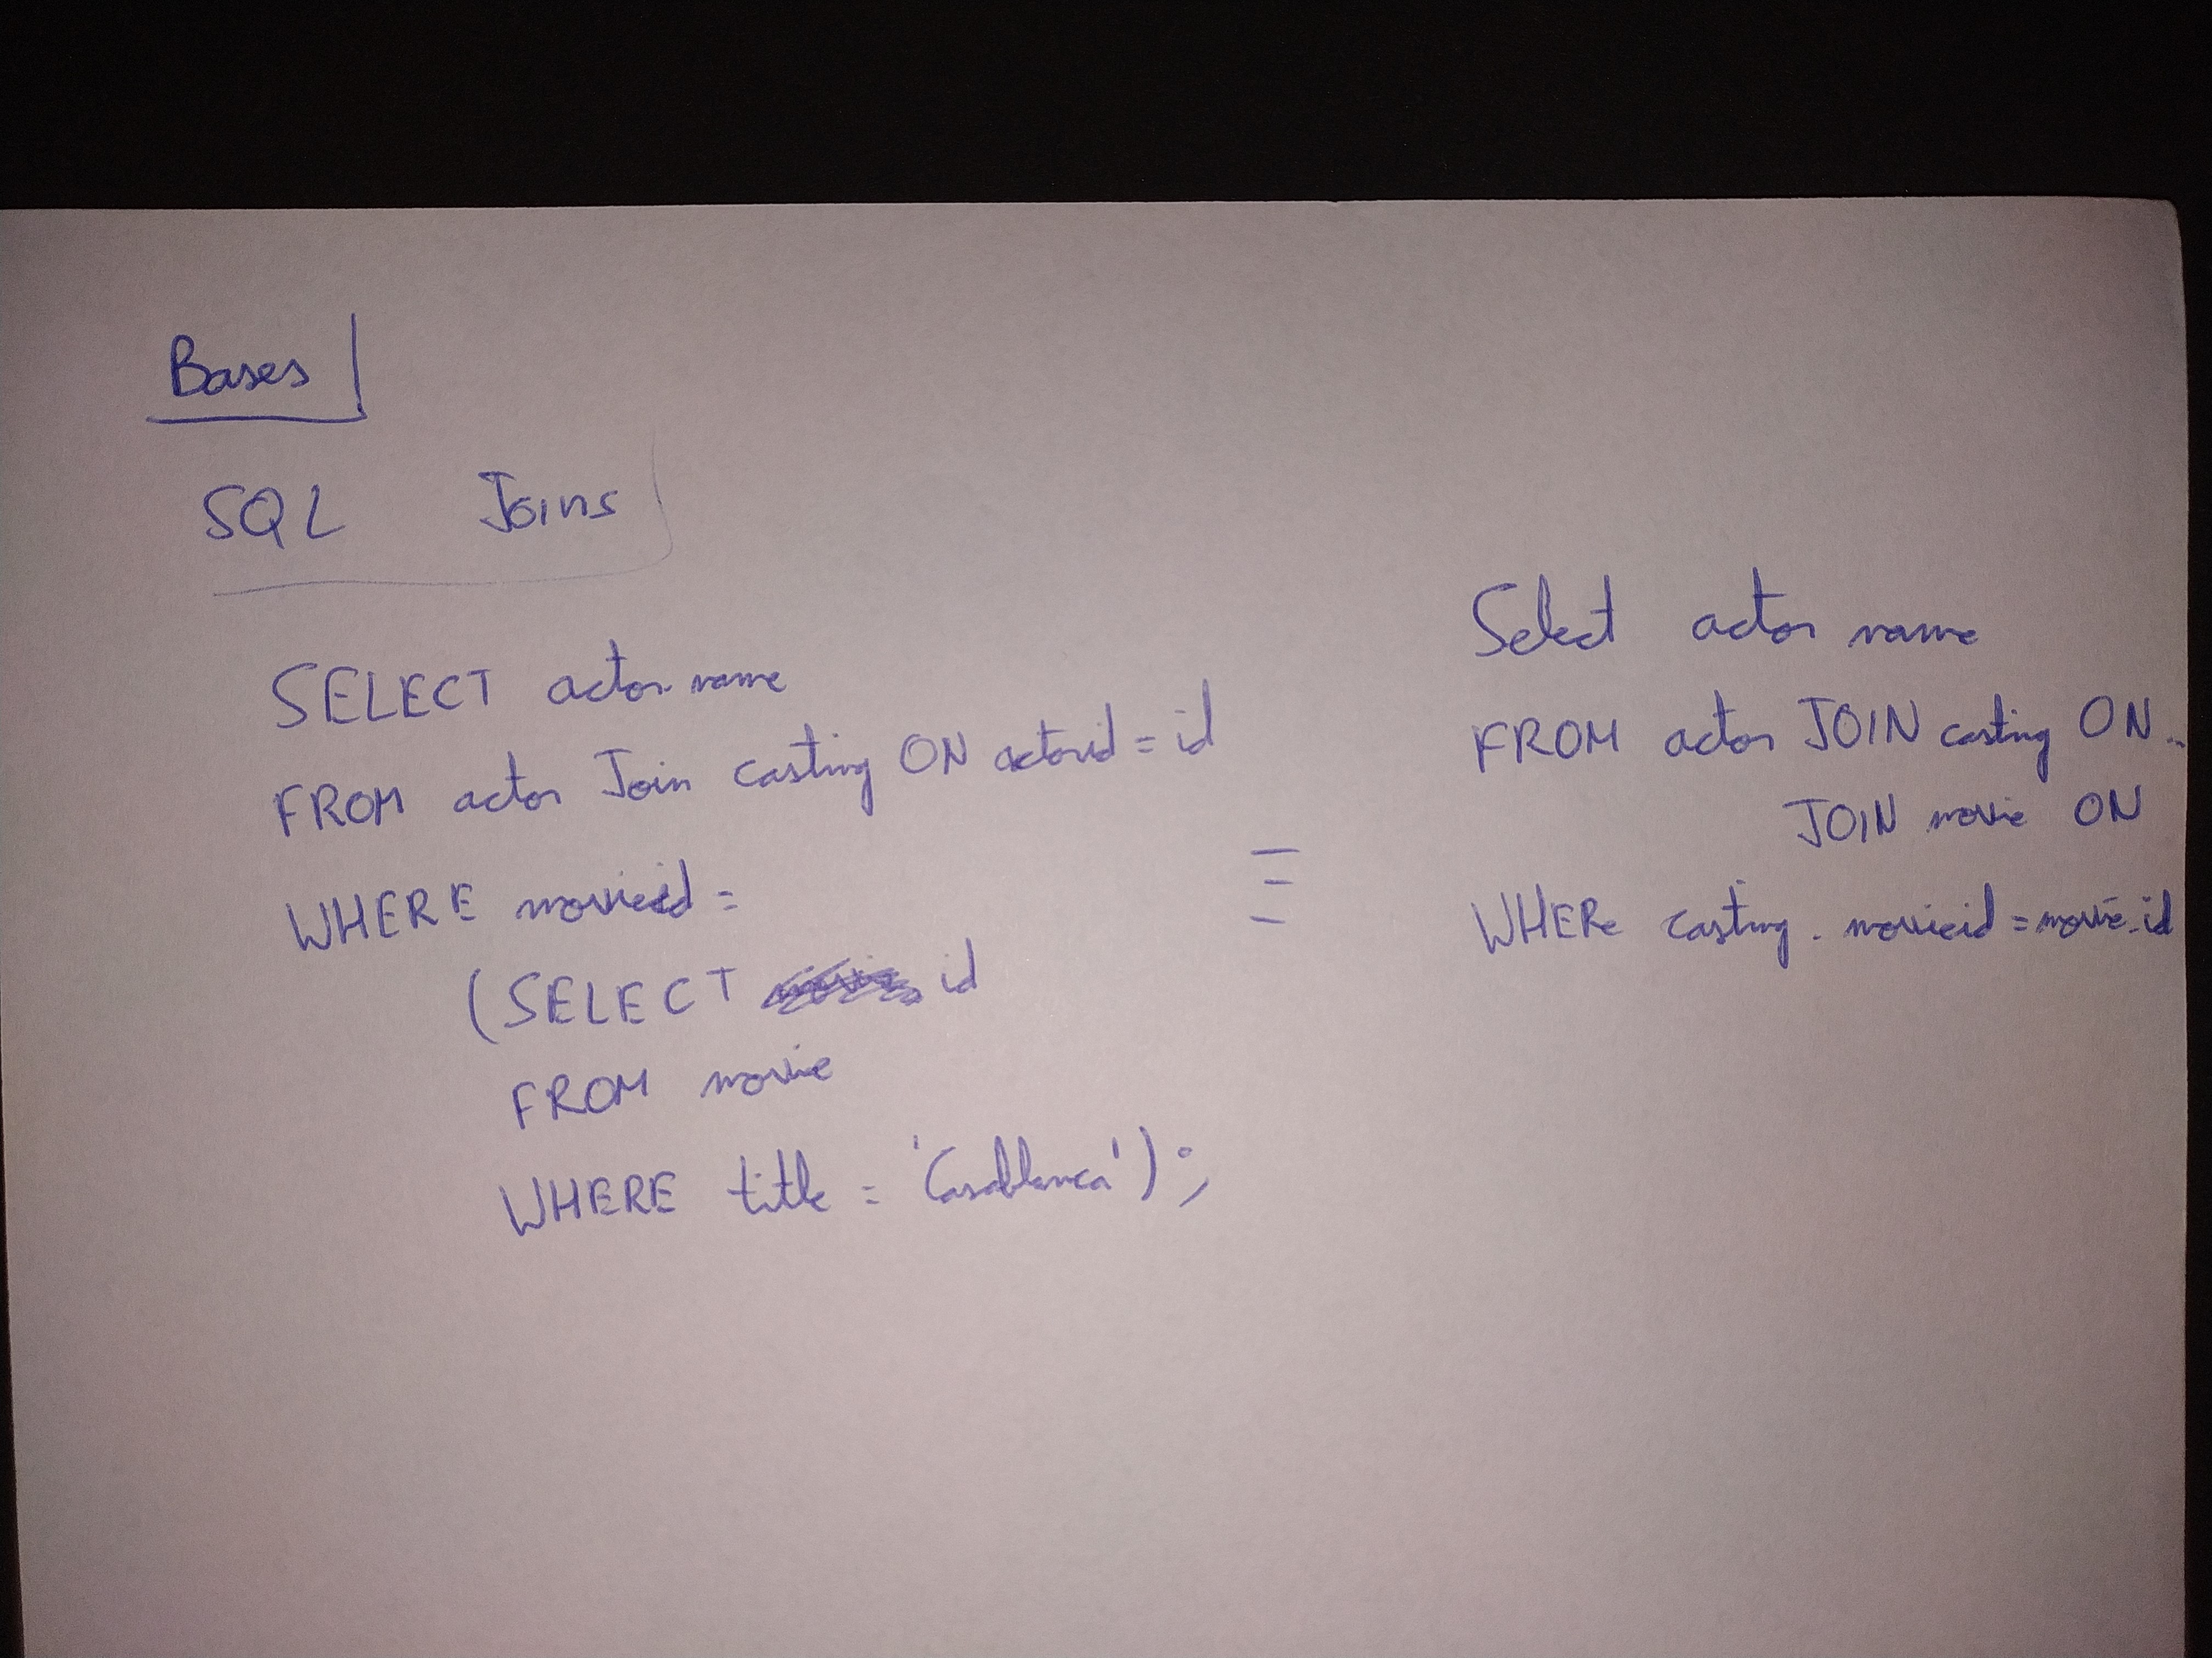 Bases
SQL Joins
SELECT actor.name
FROM actor Join casting ON actorid = id
WHERE movieid =
(SELECT id
FROM movie
WHERE title = 'Casablanca');
≡
Select actor name
FROM actor JOIN casting ON..
JOIN movie ON
WHERe casting.movieid = movie.id